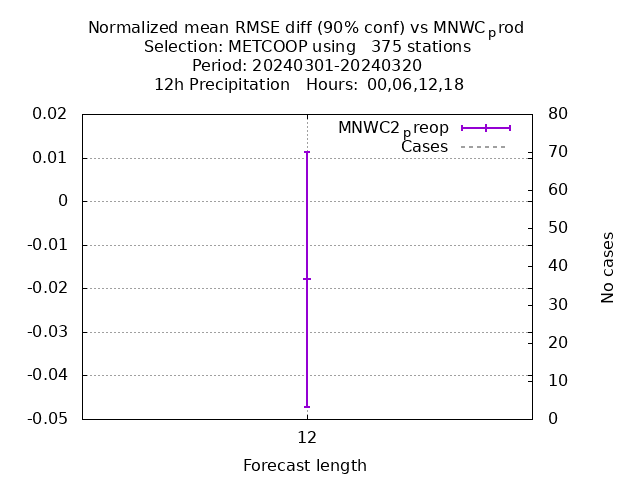 Normalized mean RMSE diff (90% conf) vs MNWCprod
Selection: METCOOP using   375 stations
Period: 20240301-20240320
12h Precipitation   Hours:  00,06,12,18
0.02
0.01
0
-0.01
-0.02
-0.03
-0.04
-0.05
MNWC2preop
Cases
80
70
60
50
40
30
20
10
0
No cases
12
Forecast length